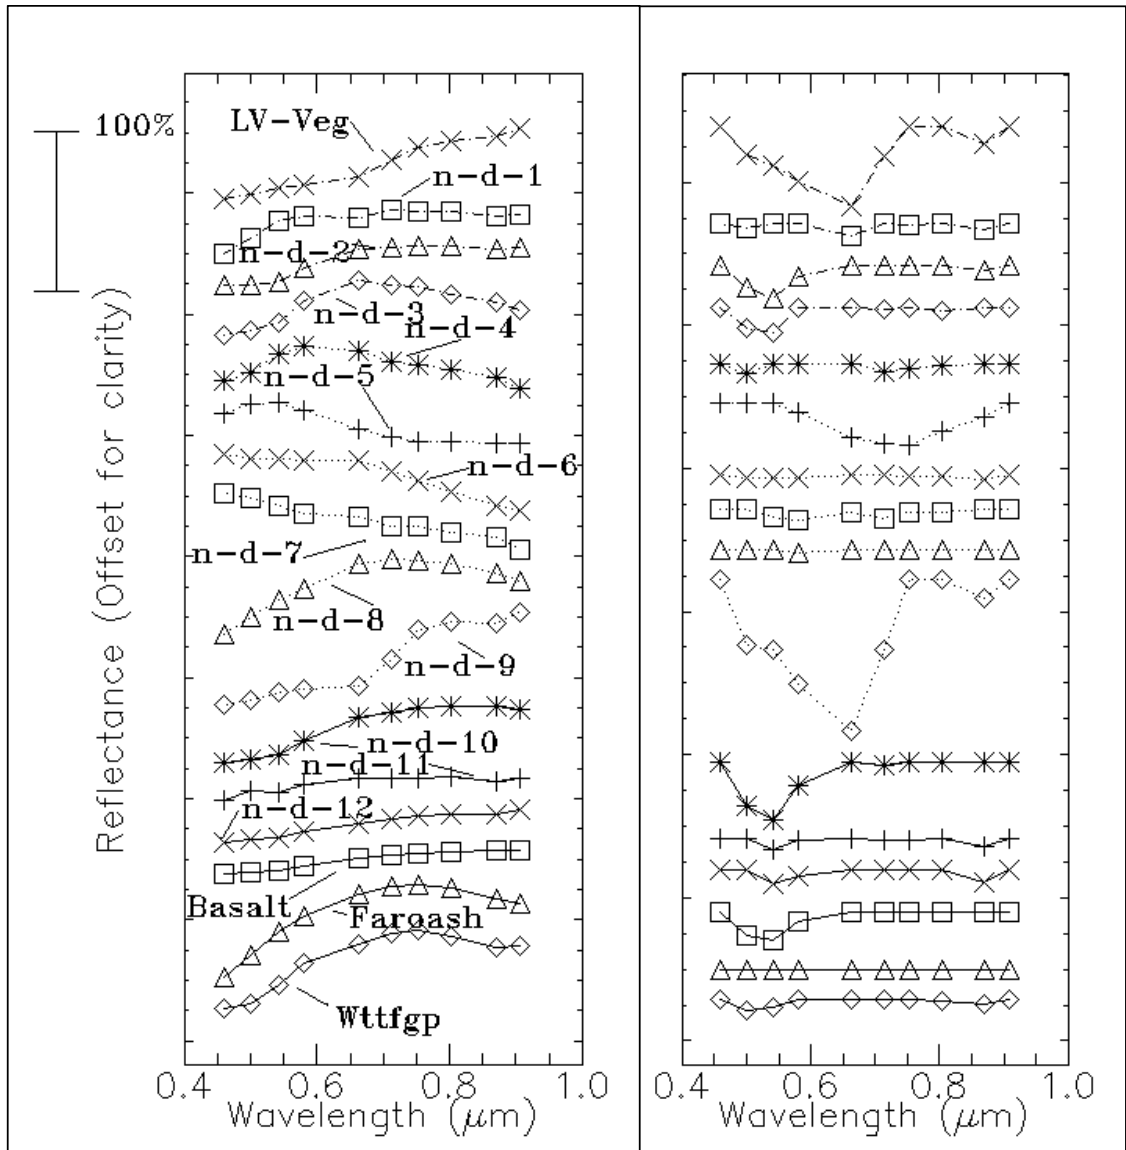 100%
LV-Veg
n-d-1
n-d-2
n-d-3
n-d-4
n-d-5
n-d-6
n-d-7
n-d-8
n-d-9
n-d-10
n-d-11
n-d-12
Basalt
Faroash
Wttfgp
Reflectance (Offset for clarity)
0.4 0.6 0.8 1.0
Wavelength (μm)
0.4 0.6 0.8 1.0
Wavelength (μm)